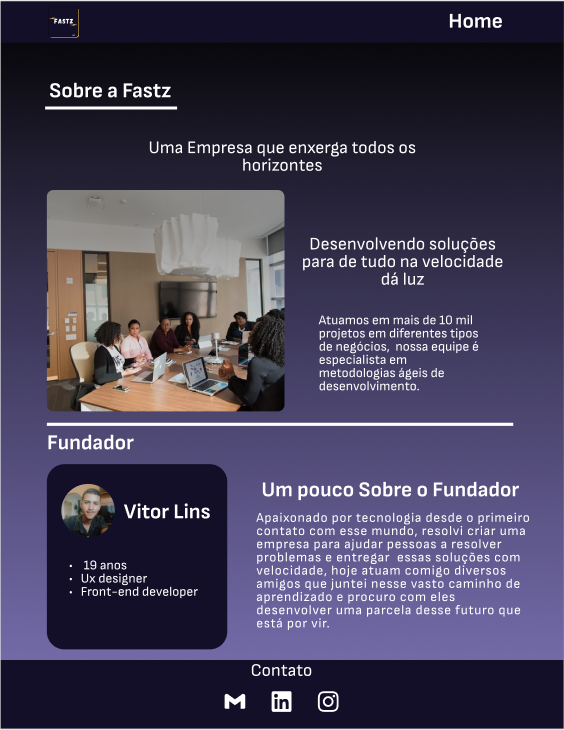 FASTZ
Home
Sobre a Fastz
Uma Empresa que enxerga todos os
horizontes
Desenvolvendo soluções
para de tudo na velocidade
dá luz
Atuamos em mais de 10 mil
projetos em diferentes tipos
de negócios, nossa equipe é
especialista em
metodologias ágeis de
desenvolvimento.
Fundador
Vitor Lins
• 19 anos
• Ux designer
• Front-end developer
Um pouco Sobre o Fundador
Apaixonado por tecnologia desde o primeiro
contato com esse mundo, resolvi criar uma
empresa para ajudar pessoas a resolver
problemas e entregar essas soluções com
velocidade, hoje atuam comigo diversos
amigos que juntei nesse vasto caminho de
aprendizado e procuro com eles
desenvolver uma parcela desse futuro que
está por vir.
Contato
in